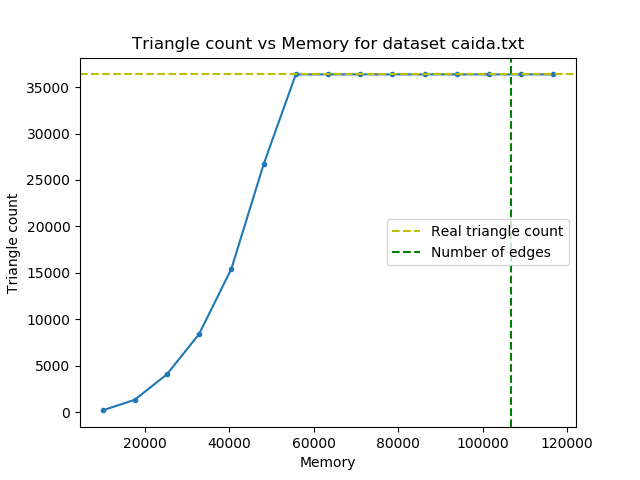 Triangle count vs Memory for dataset caida.txt
Triangle count
35000
30000
25000
20000
15000
10000
5000
0
Real triangle count
Number of edges
20000 40000 60000 80000 100000 120000
Memory